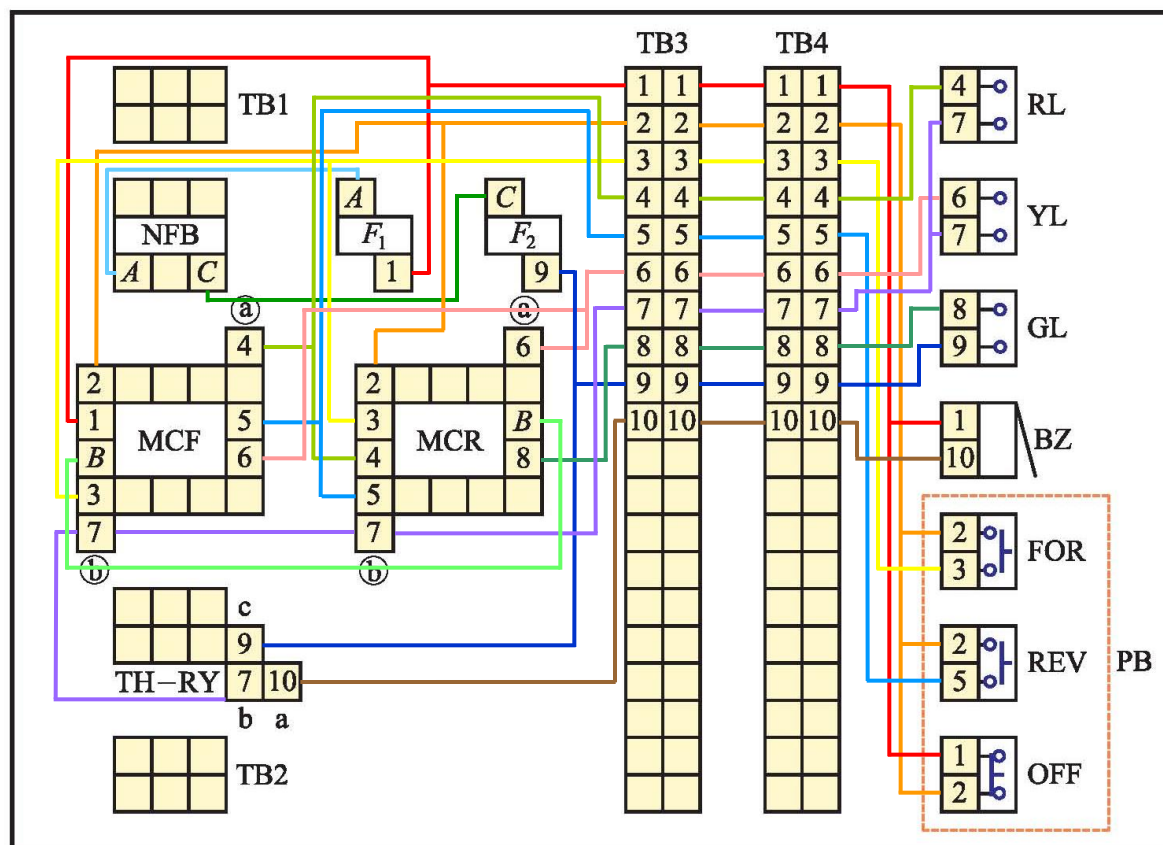 TB3 TB4
TB1
1 1 1 1 4 RL
2 2 2 2 7
3 3 3 3
A C 4 4 4 4 6 YL
NFB F1 F2 5 5 5 5 7
A C 1 9 6 6 6 6
ⓐ ⓐ 7 7 7 7 8 GL
4 6 8 8 8 8 9
2 2 9 9 9 9
1 5 3 B 10 10 10 10 1 BZ
MCF MCR
B 6 4 8 10
3 5
7 7 2 FOR
ⓑ ⓑ 3
c
9 2 REV
TH–RY 7 10 5 PB
b a
TB2 1 OFF
2